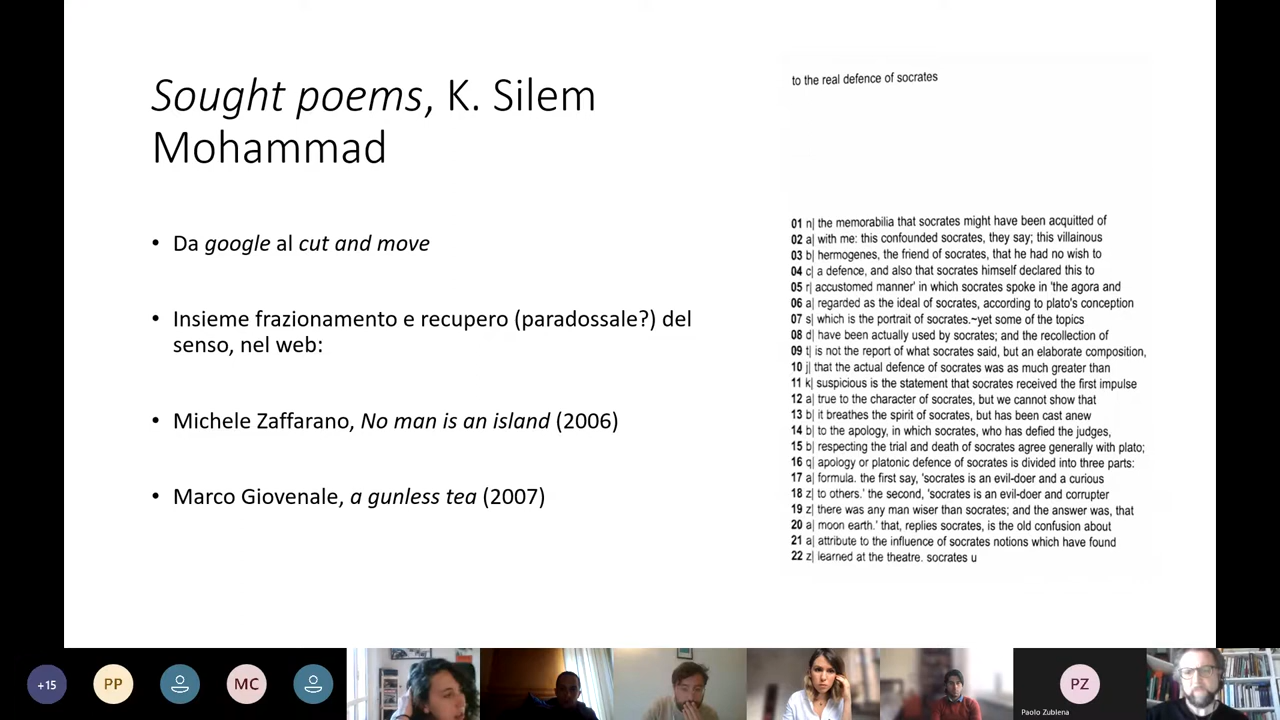 Sought poems, K. Silem
Mohammad
• Da google al cut and move
• Insieme frazionamento e recupero (paradossale?) del
senso, nel web:
• Michele Zaffarano, No man is an island (2006)
• Marco Giovenale, a gunless tea (2007)
to the real defence of socrates
01 n| the memorabilia that socrates might have been acquitted of
02 a| with me: this confounded socrates, they say; this villainous
03 b| hermogenes, the friend of socrates, that he had no wish to
04 c| a defence, and also that socrates himself declared this to
05 r| accustomed manner' in which socrates spoke in 'the agora and
06 a| regarded as the ideal of socrates, according to plato's conception
07 s| which is the portrait of socrates.~yet some of the topics
08 d| have been actually used by socrates; and the recollection of
09 t| is not the report of what socrates said, but an elaborate composition,
10 j| that the actual defence of socrates was as much greater than
11 k| suspicious is the statement that socrates received the first impulse
12 a| true to the character of socrates, but we cannot show that
13 b| it breathes the spirit of socrates, but has been cast anew
14 b| to the apology, in which socrates, who has defied the judges,
15 b| respecting the trial and death of socrates agree generally with plato;
16 q| apology or platonic defence of socrates is divided into three parts:
17 a| formula. the first say, 'socrates is an evil-doer and a curious
18 z| to others.' the second, 'socrates is an evil-doer and corrupter
19 z| there was any man wiser than socrates; and the answer was, that
20 a| moon earth.' that, replies socrates, is the old confusion about
21 a| attribute to the influence of socrates notions which have found
22 z| learned at the theatre. socrates u
+15
PP
MC
PZ
Paolo Zublena